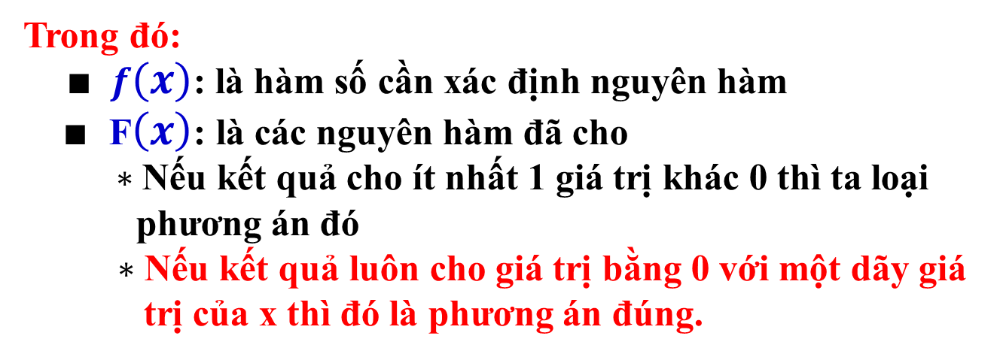 Trong đó:
▪ f(x): là hàm số cần xác định nguyên hàm
▪ F(x): là các nguyên hàm đã cho
* Nếu kết quả cho ít nhất 1 giá trị khác 0 thì ta loại
phương án đó
* Nếu kết quả luôn cho giá trị bằng 0 với một dãy giá
trị của x thì đó là phương án đúng.